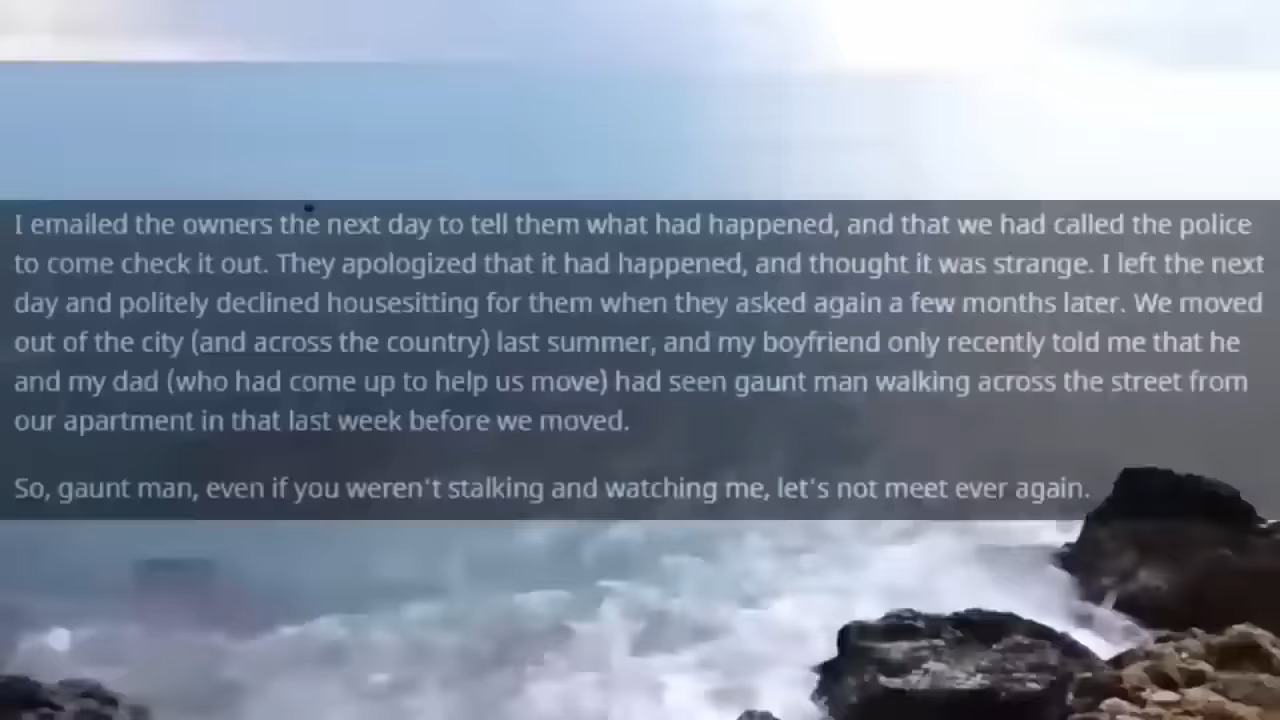 I emailed the owners the next day to tell them what had happened, and that we had called the police
to come check it out. They apologized that it had happened, and thought it was strange. I left the next
day and politely declined housesitting for them when they asked again a few months later. We moved
out of the city (and across the country) last summer, and my boyfriend only recently told me that he
and my dad (who had come up to help us move) had seen gaunt man walking across the street from
our apartment in that last week before we moved.
So, gaunt man, even if you weren't stalking and watching me, let's not meet ever again.